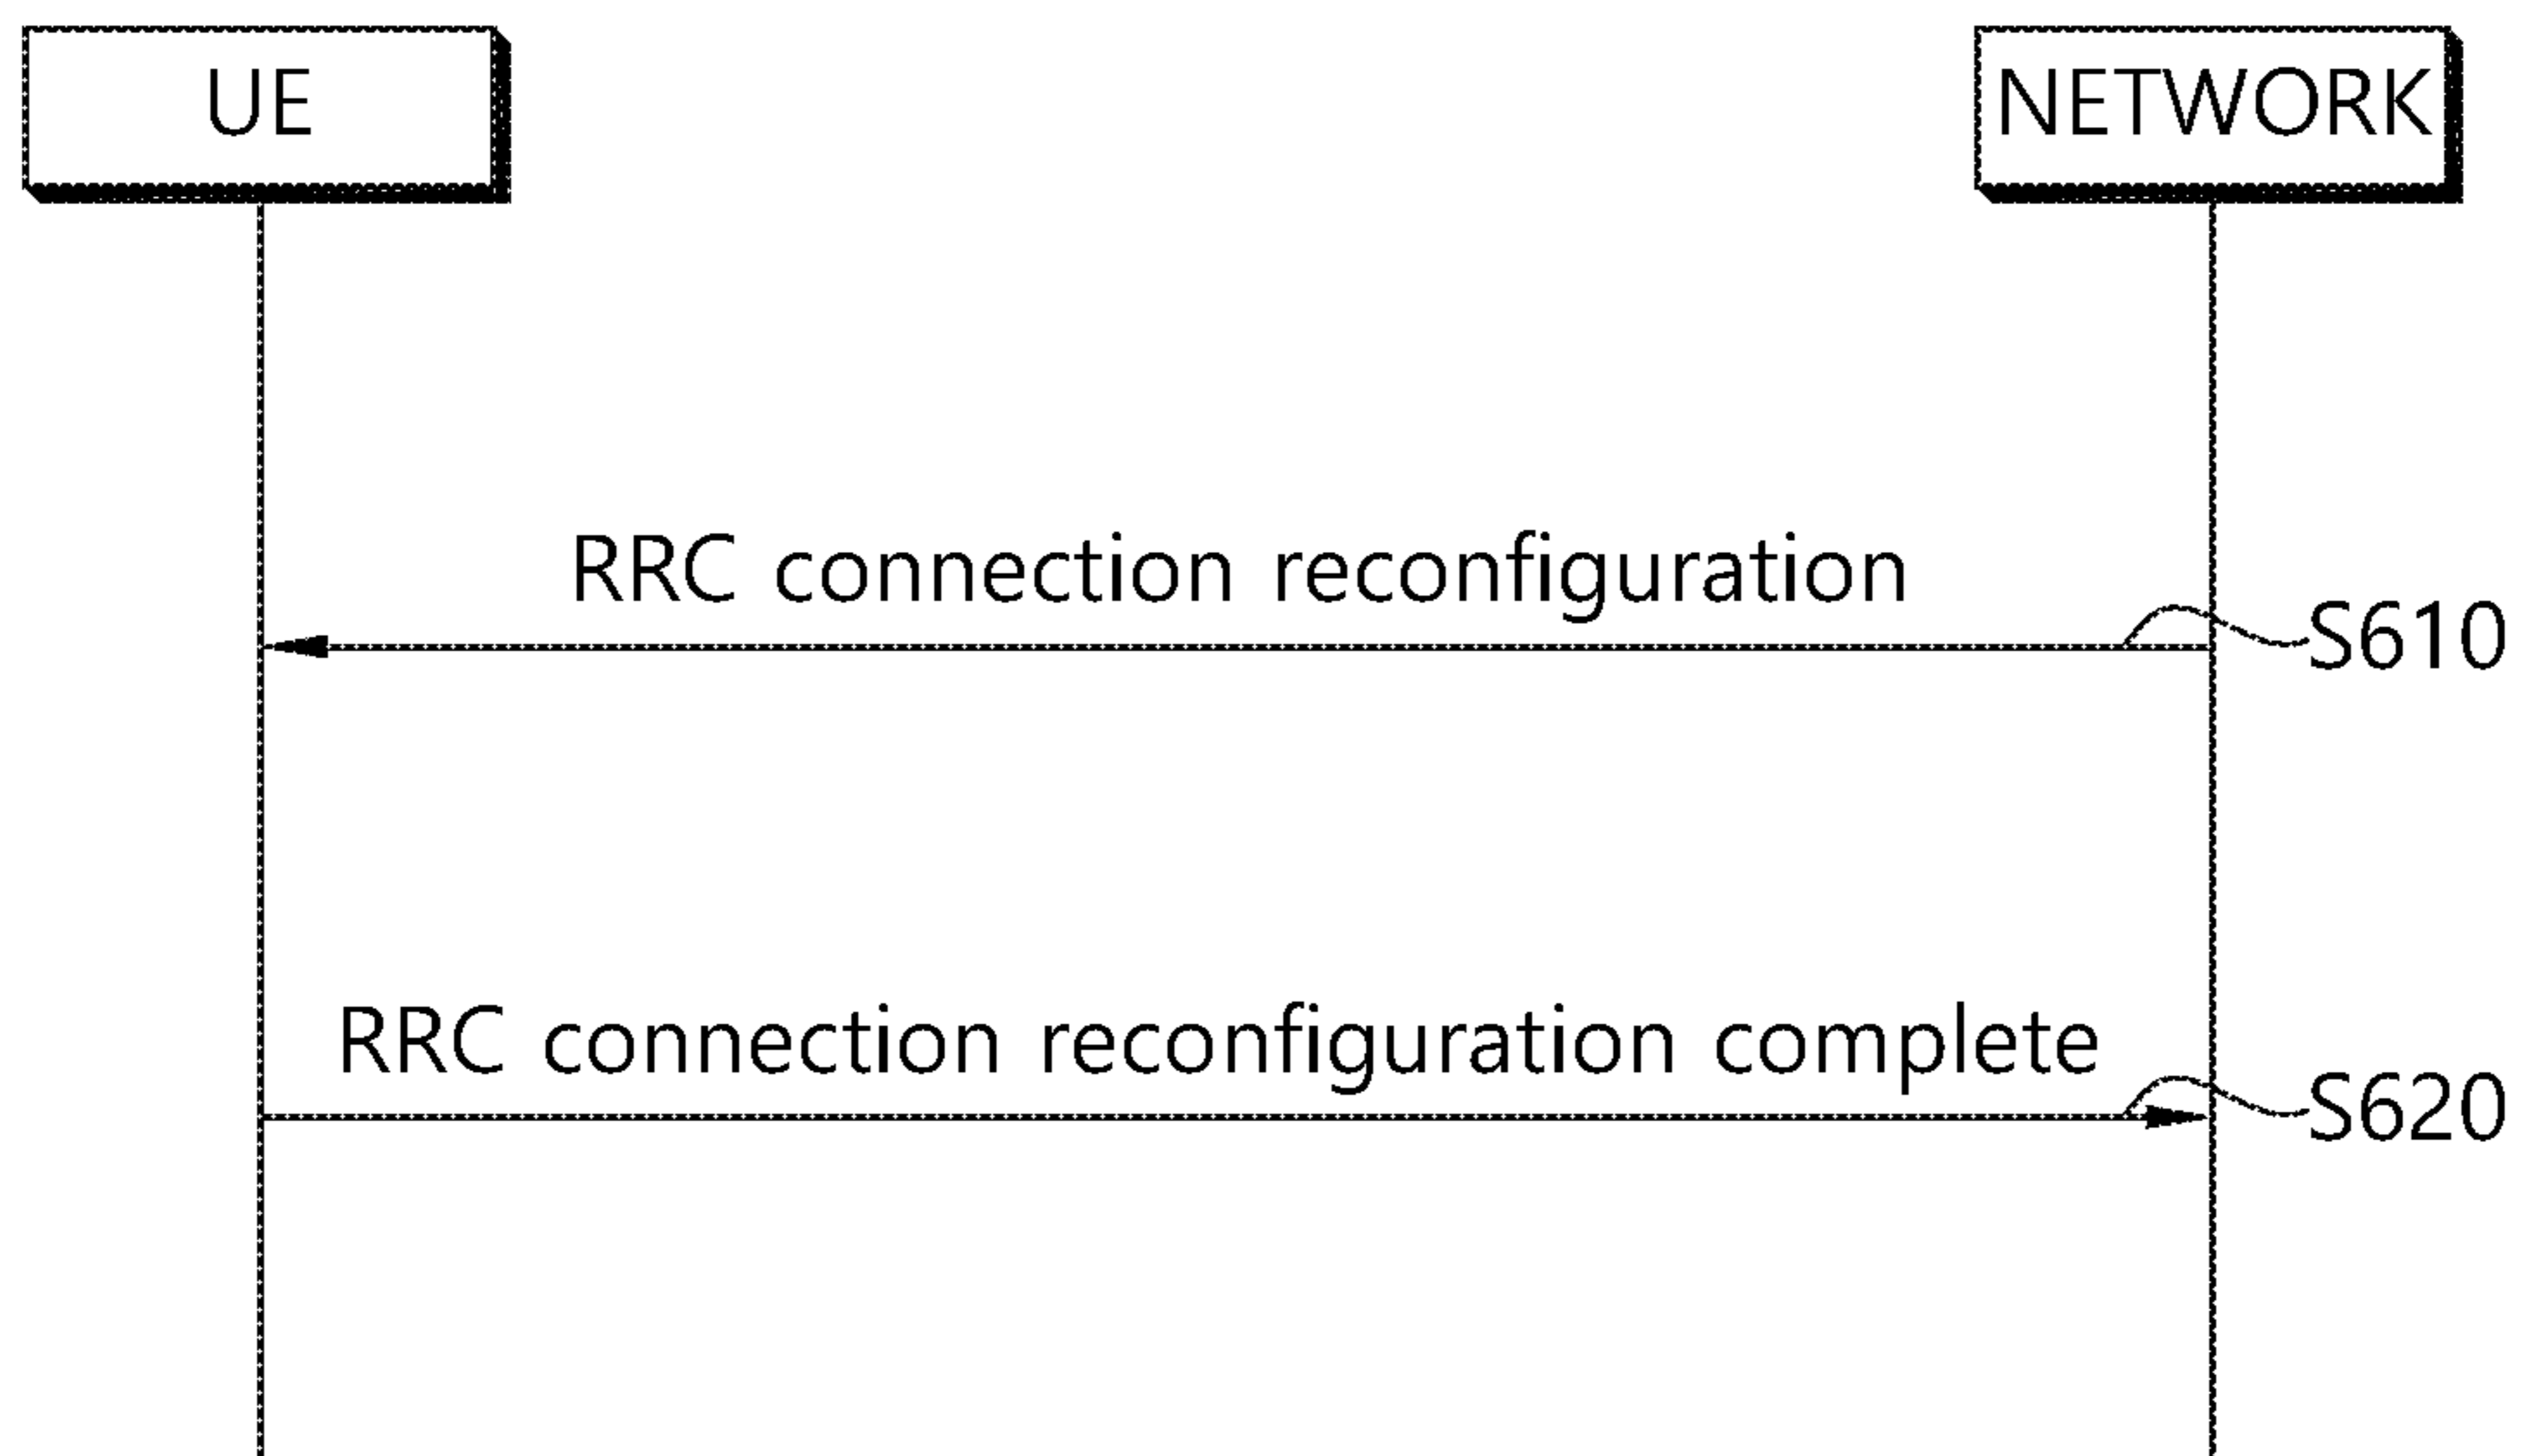 UE
NETWORK
RRC connection reconfiguration
S610
RRC connection reconfiguration complete
S620